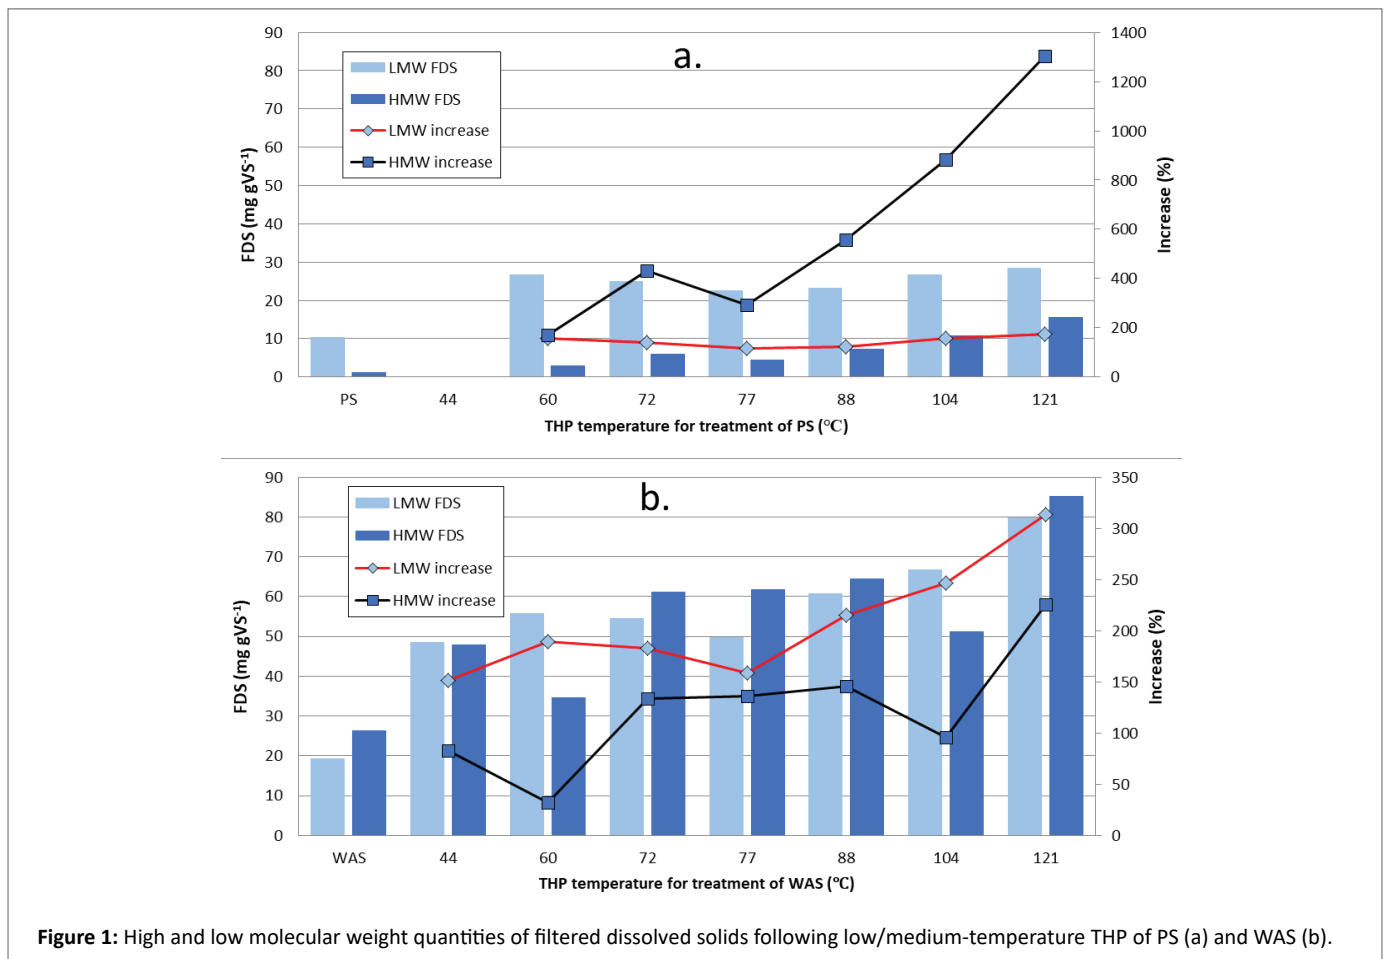 a.
LMW FDS
HMW FDS
LMW increase
HMW increase
90
80
70
60
50
40
30
20
10
0
FDS (mg gVS⁻¹)
1400
1200
1000
800
600
400
200
0
Increase (%)
PS 44 60 72 77 88 104 121
THP temperature for treatment of PS (°C)
b.
LMW FDS
HMW FDS
LMW increase
HMW increase
90
80
70
60
50
40
30
20
10
0
FDS (mg gVS⁻¹)
350
300
250
200
150
100
50
0
Increase (%)
WAS 44 60 72 77 88 104 121
THP temperature for treatment of WAS (°C)
Figure 1: High and low molecular weight quantities of filtered dissolved solids following low/medium-temperature THP of PS (a) and WAS (b).